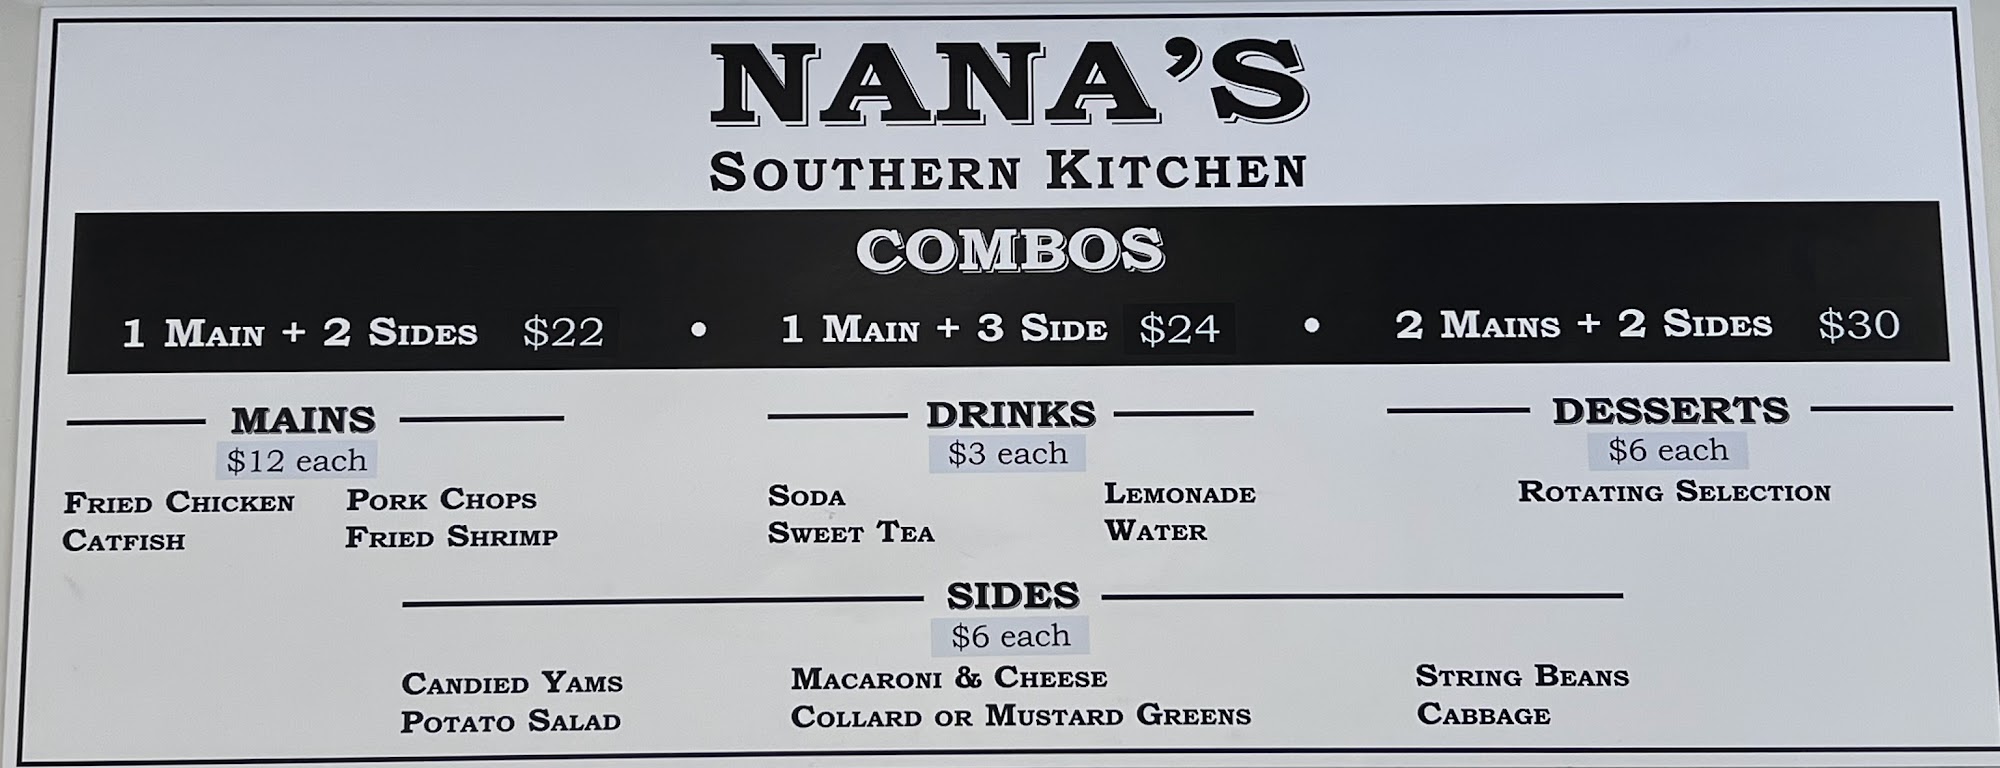 NANA'S
SOUTHERN KITCHEN
COMBOS
1 MAIN + 2 SIDES $22 • 1 MAIN + 3 SIDE $24 • 2 MAINS + 2 SIDES $30
MAINS
$12 each
FRIED CHICKEN PORK CHOPS
CATFISH FRIED SHRIMP
DRINKS
$3 each
SODA LEMONADE
SWEET TEA WATER
DESSERTS
$6 each
ROTATING SELECTION
SIDES
$6 each
CANDIED YAMS MACARONI & CHEESE STRING BEANS
POTATO SALAD COLLARD OR MUSTARD GREENS CABBAGE